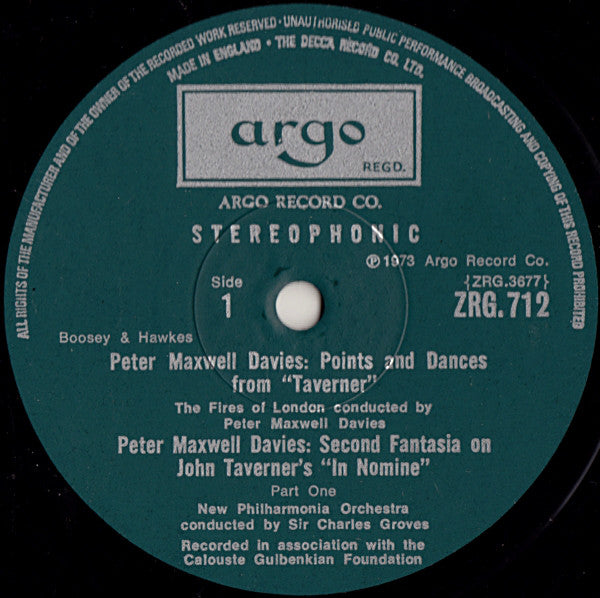 ALL RIGHTS OF THE MANUFACTURER AND OF THE OWNER OF THE RECORDED WORK RESERVED · UNAUTHORISED PUBLIC PERFORMANCE BROADCASTING AND COPYING OF THIS RECORD PROHIBITED
MADE IN ENGLAND · THE DECCA RECORD CO. LTD.
argo
REGD.
ARGO RECORD CO.
STEREOPHONIC
℗1973 Argo Record Co.
Side
1
{ZRG.3677}
ZRG.712
Boosey & Hawkes
Peter Maxwell Davies: Points and Dances
from "Taverner"
The Fires of London conducted by
Peter Maxwell Davies
Peter Maxwell Davies: Second Fantasia on
John Taverner's "In Nomine"
Part One
New Philharmonia Orchestra
conducted by Sir Charles Groves
Recorded in association with the
Calouste Gulbenkian Foundation